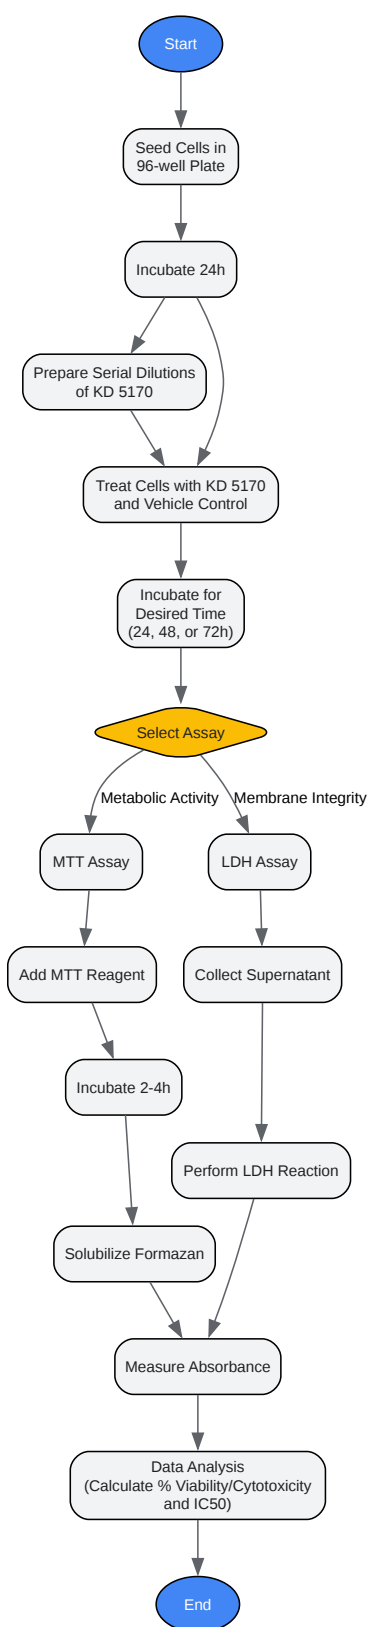 Start
Seed Cells in
96-well Plate
Incubate 24h
Prepare Serial Dilutions
of KD 5170
Treat Cells with KD 5170
and Vehicle Control
Incubate for
Desired Time
(24, 48, or 72h)
Select Assay
Metabolic Activity
Membrane Integrity
MTT Assay
LDH Assay
Add MTT Reagent
Collect Supernatant
Incubate 2-4h
Perform LDH Reaction
Solubilize Formazan
Measure Absorbance
Data Analysis
(Calculate % Viability/Cytotoxicity
and IC50)
End